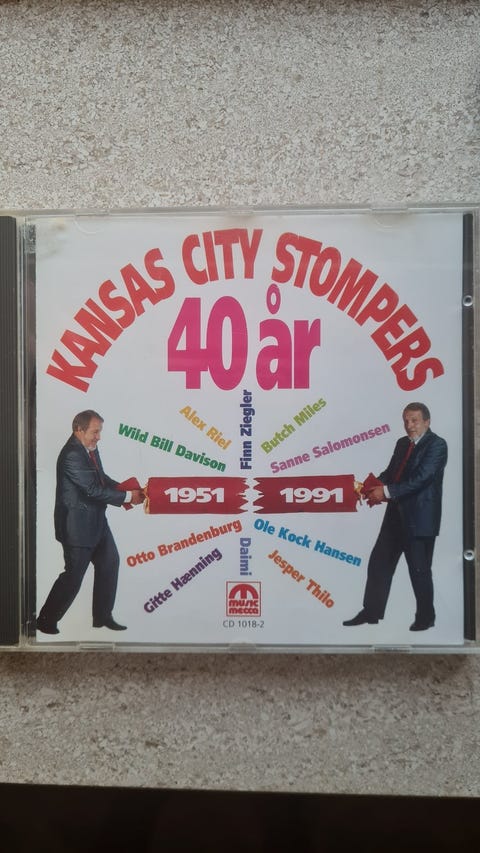 KANSAS CITY STOMPERS
40 år
Alex Riel
Finn Ziegler
Butch Miles
Wild Bill Davison
Sanne Salomonsen
1951
1991
Otto Brandenburg
Ole Kock Hansen
Gitte Hænning
Daimi
Jesper Thilo
music
mecca
CD 1018-2